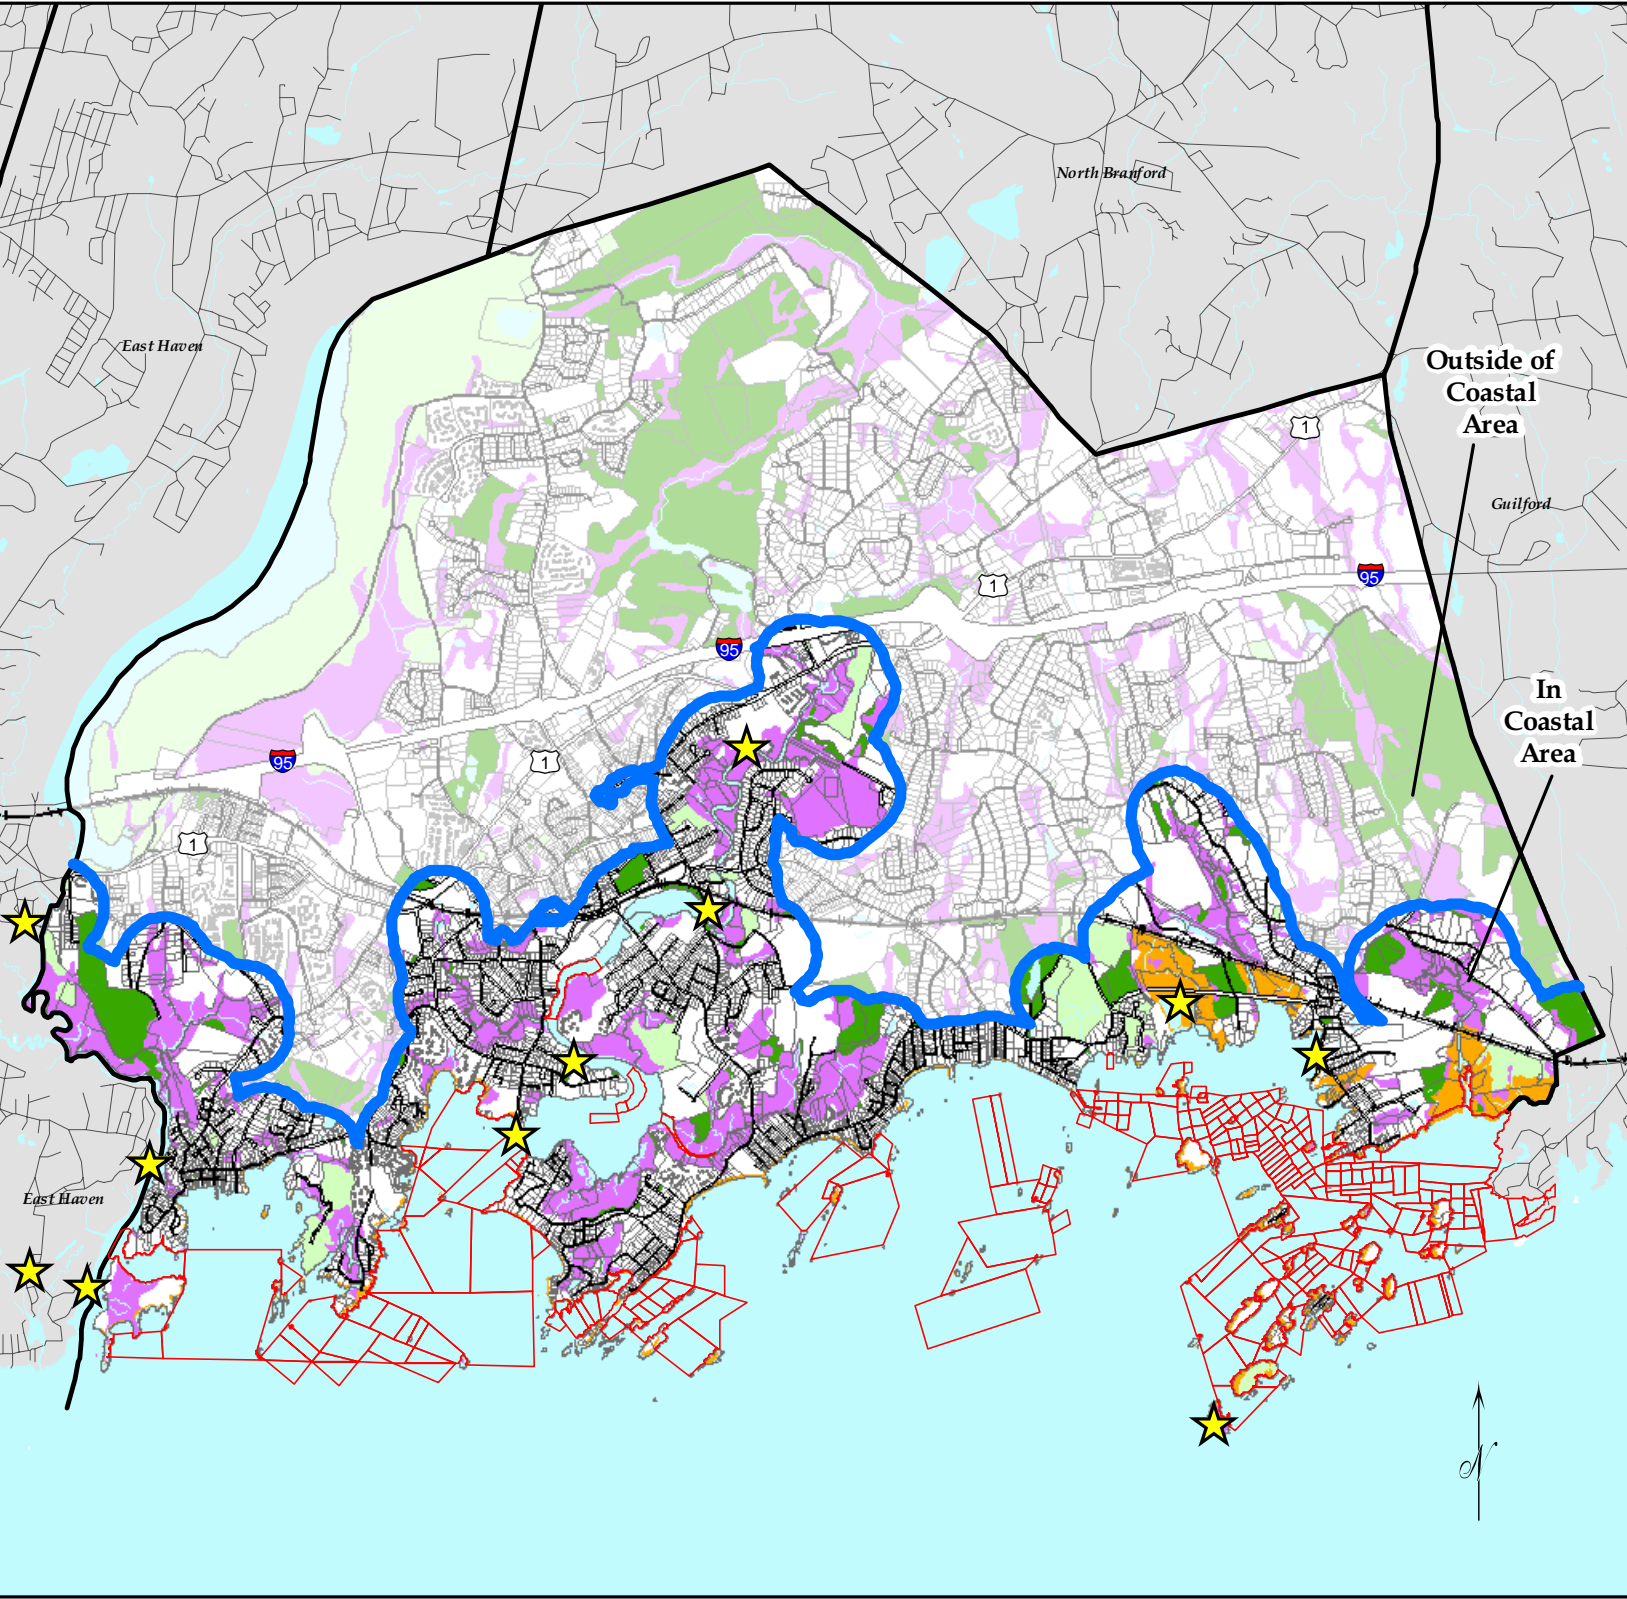 North Branford
East Haven
Outside of
Coastal
Area
1
Guilford
95
1
95
In
Coastal
Area
95
1
1
East Haven
N